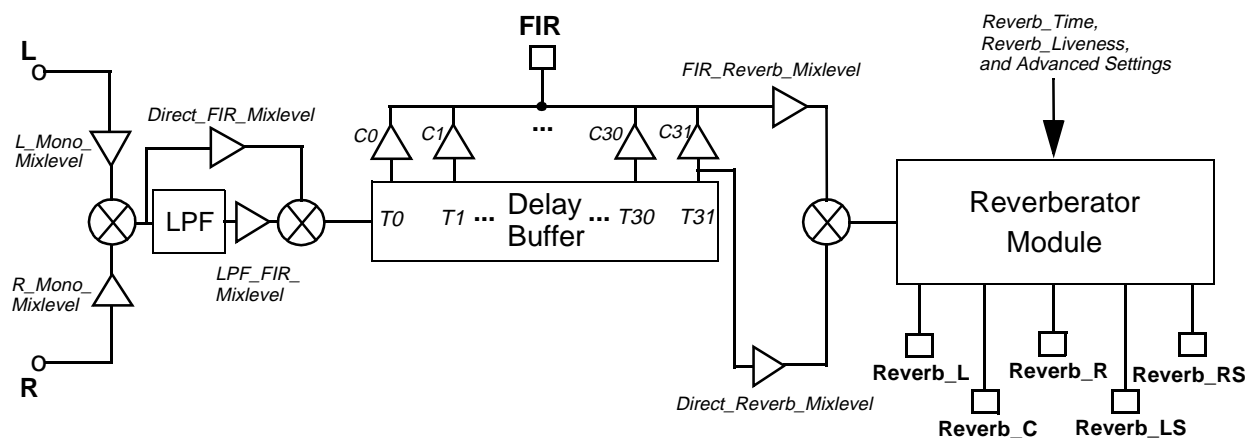 FIR
Reverb_Time,
Reverb_Liveness,
and Advanced Settings
L
FIR_Reverb_Mixlevel
Direct_FIR_Mixlevel
L_Mono_
Mixlevel
C0
C1
...
C30
C31
LPF
T0
T1 ...
Delay
Buffer
... T30
T31
Reverberator
Module
R_Mono_
Mixlevel
LPF_FIR_
Mixlevel
R
Direct_Reverb_Mixlevel
Reverb_L
Reverb_R
Reverb_RS
Reverb_C
Reverb_LS